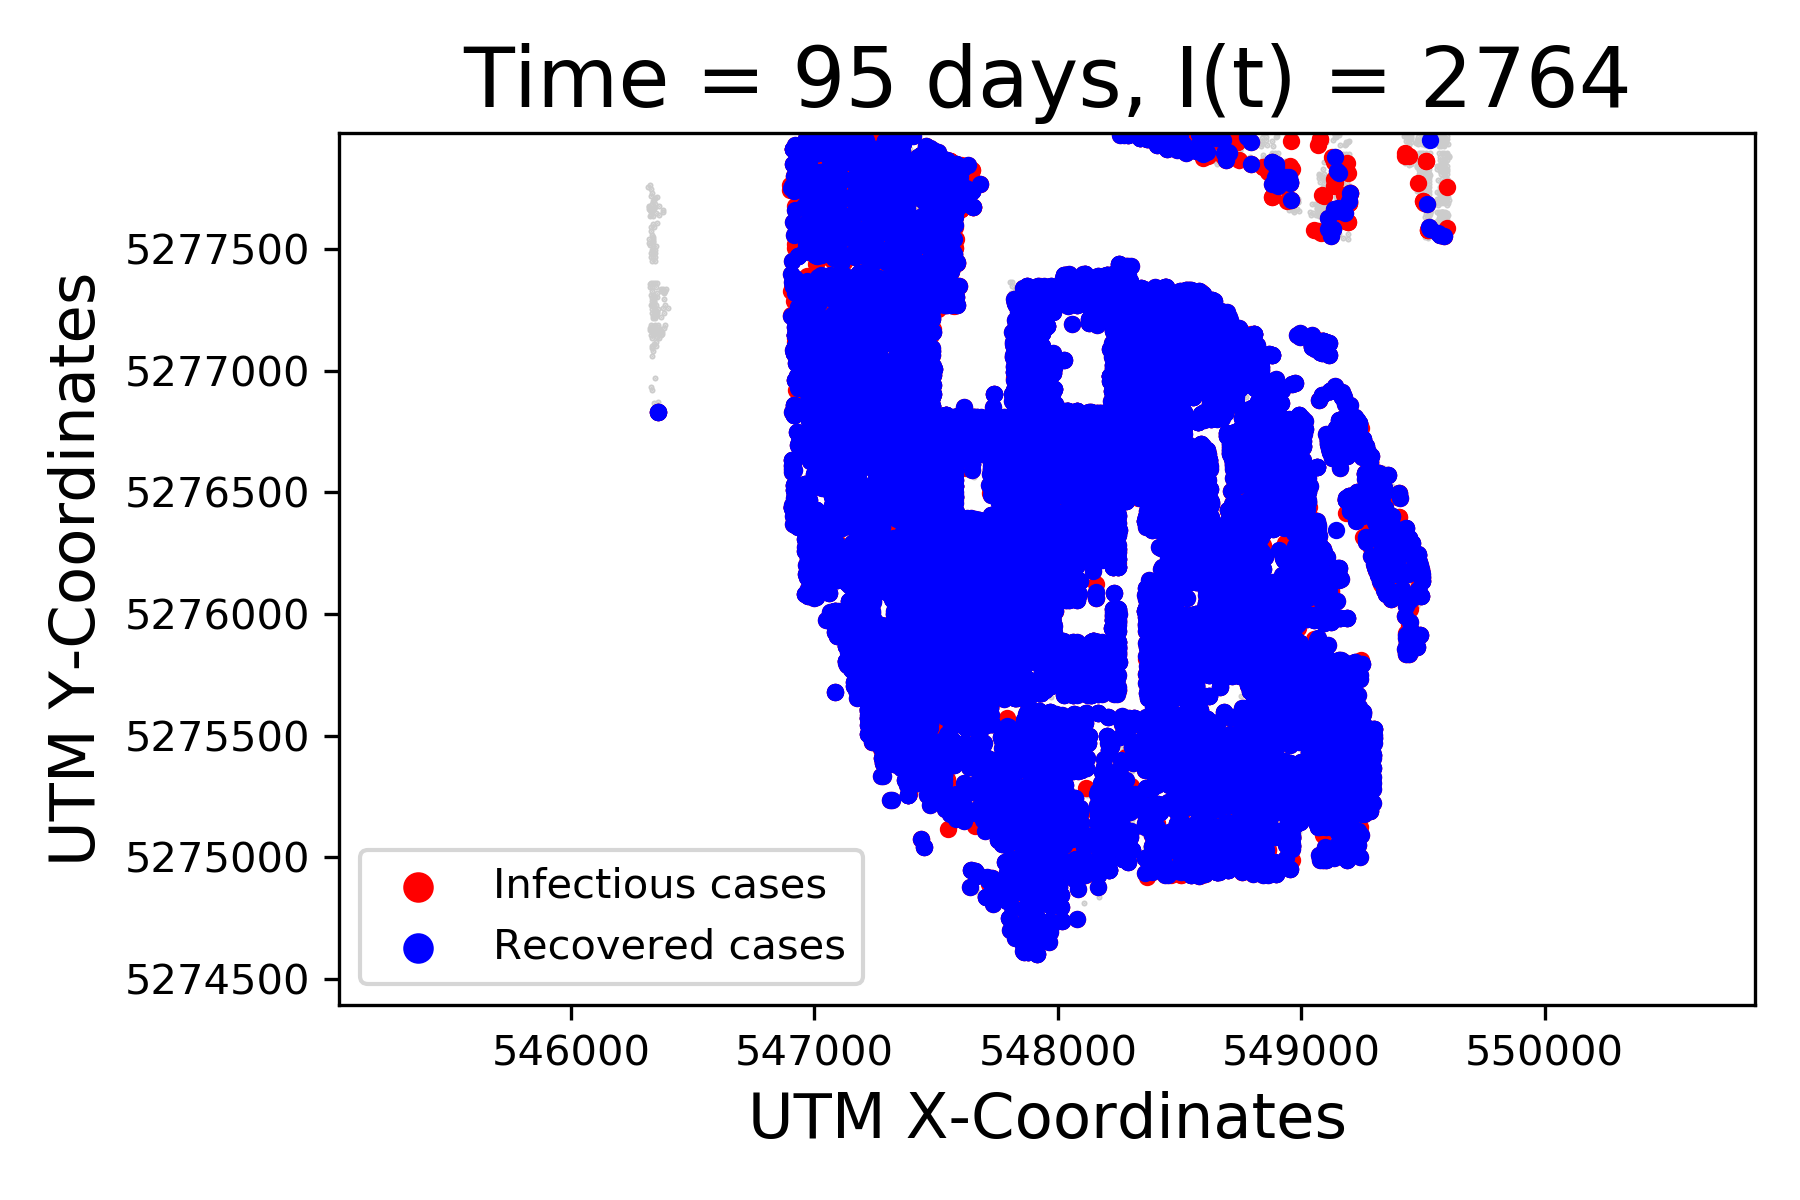 Time = 95 days, I(t) = 2764
UTM Y-Coordinates
5277500
5277000
5276500
5276000
5275500
5275000
5274500
Infectious cases
Recovered cases
546000 547000 548000 549000 550000
UTM X-Coordinates